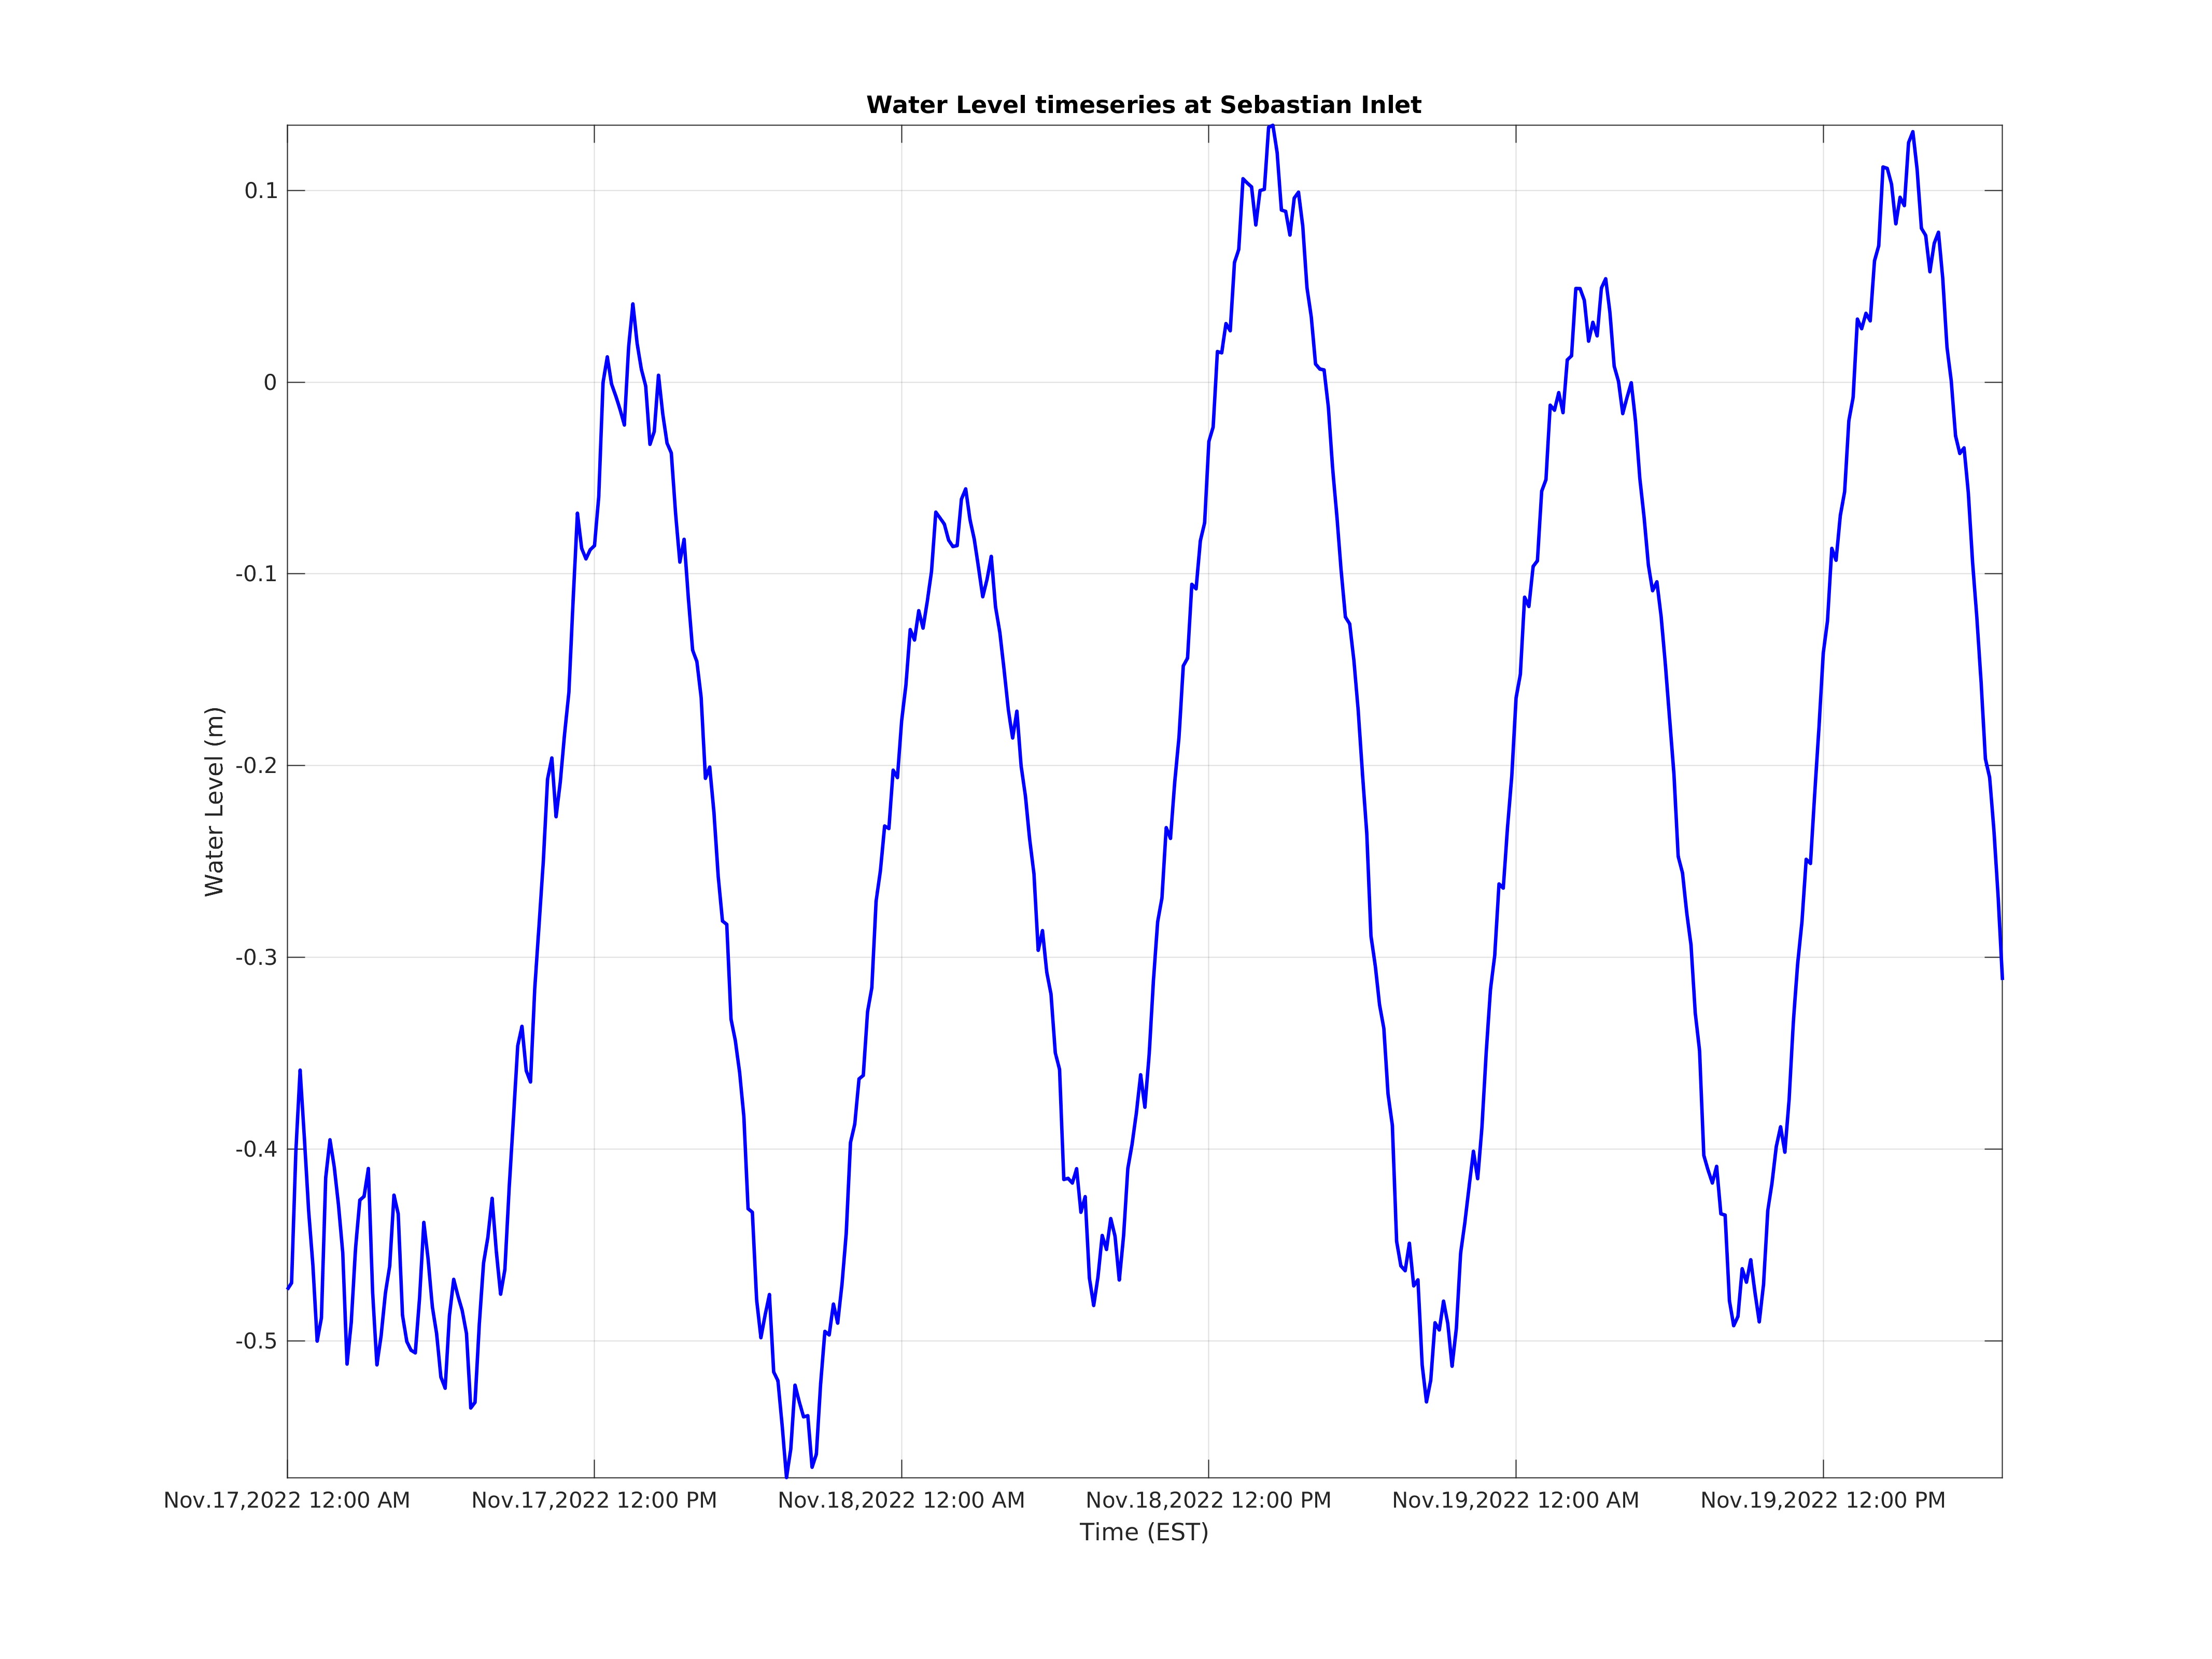 Water Level timeseries at Sebastian Inlet
0.1
0
-0.1
-0.2
-0.3
-0.4
-0.5
Water Level (m)
Nov.17,2022 12:00 AM Nov.17,2022 12:00 PM Nov.18,2022 12:00 AM Nov.18,2022 12:00 PM Nov.19,2022 12:00 AM Nov.19,2022 12:00 PM
Time (EST)